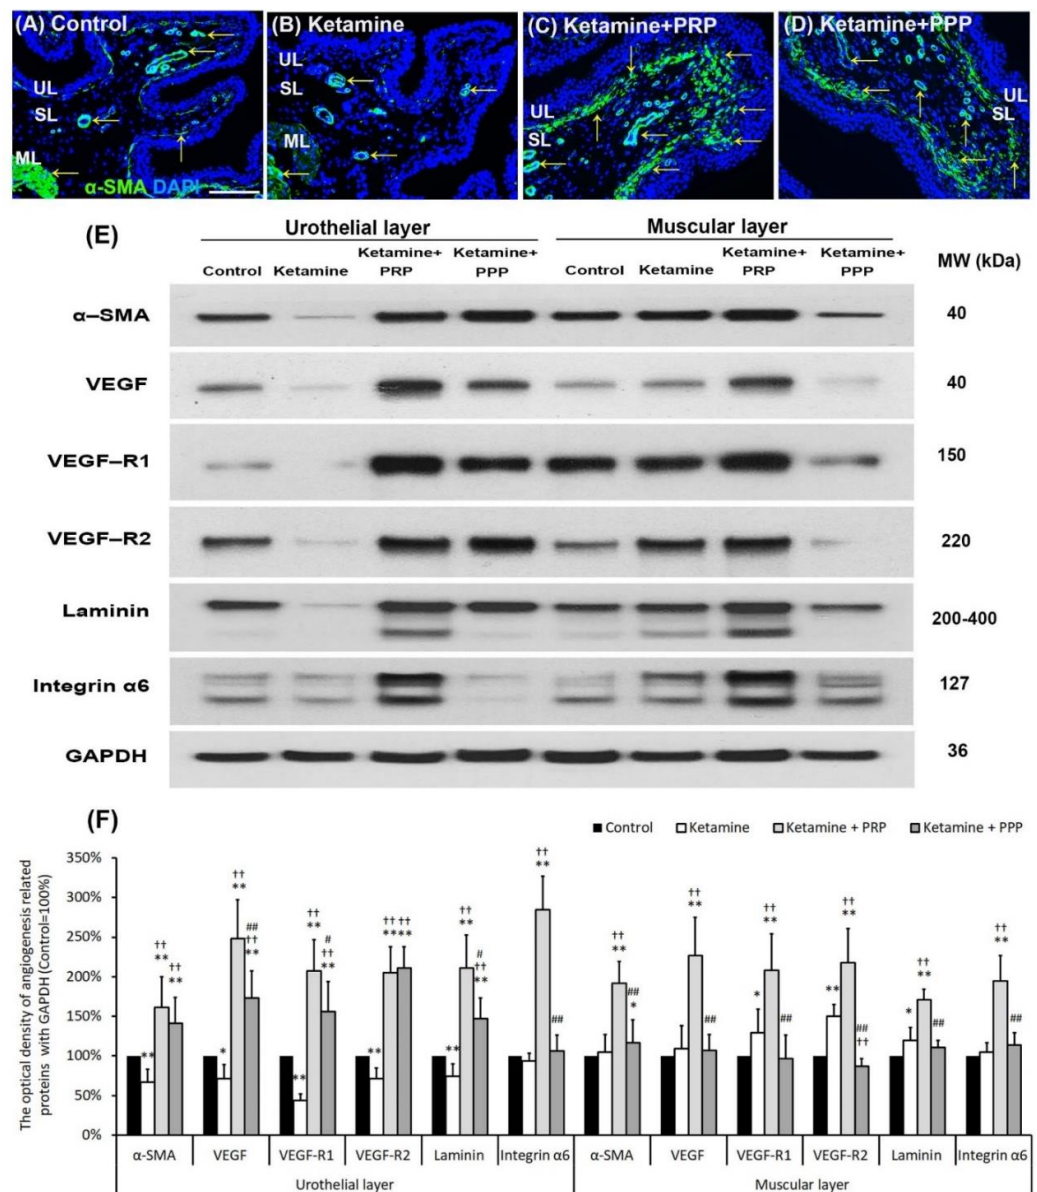 (A) Control
(B) Ketamine
(C) Ketamine+PRP
(D) Ketamine+PPP
UL
SL
ML
α-SMA DAPI
UL
SL
ML
UL
SL
UL
SL
(E)
Urothelial layer
Muscular layer
Control Ketamine Ketamine+ PRP Ketamine+ PPP Control Ketamine Ketamine+ PRP Ketamine+ PPP
MW (kDa)
α–SMA 40
VEGF 40
VEGF–R1 150
VEGF–R2 220
Laminin 200-400
Integrin α6 127
GAPDH 36
(F)
Control Ketamine Ketamine + PRP Ketamine + PPP
The optical density of angiogenesis related
proteins with GAPDH (Control=100%)
350%
300%
250%
200%
150%
100%
50%
0%
**
††
**
††
**
*
††
**
##
††
**
**
††
**
#
††
**
**
††
**
††
**
**
††
**
#
††
**
††
**
##
††
**
##
*
††
**
##
*
††
**
##
**
††
**
##
††
*
††
**
##
††
**
##
α-SMA VEGF VEGF-R1 VEGF-R2 Laminin Integrin α6 α-SMA VEGF VEGF-R1 VEGF-R2 Laminin Integrin α6
Urothelial layer Muscular layer